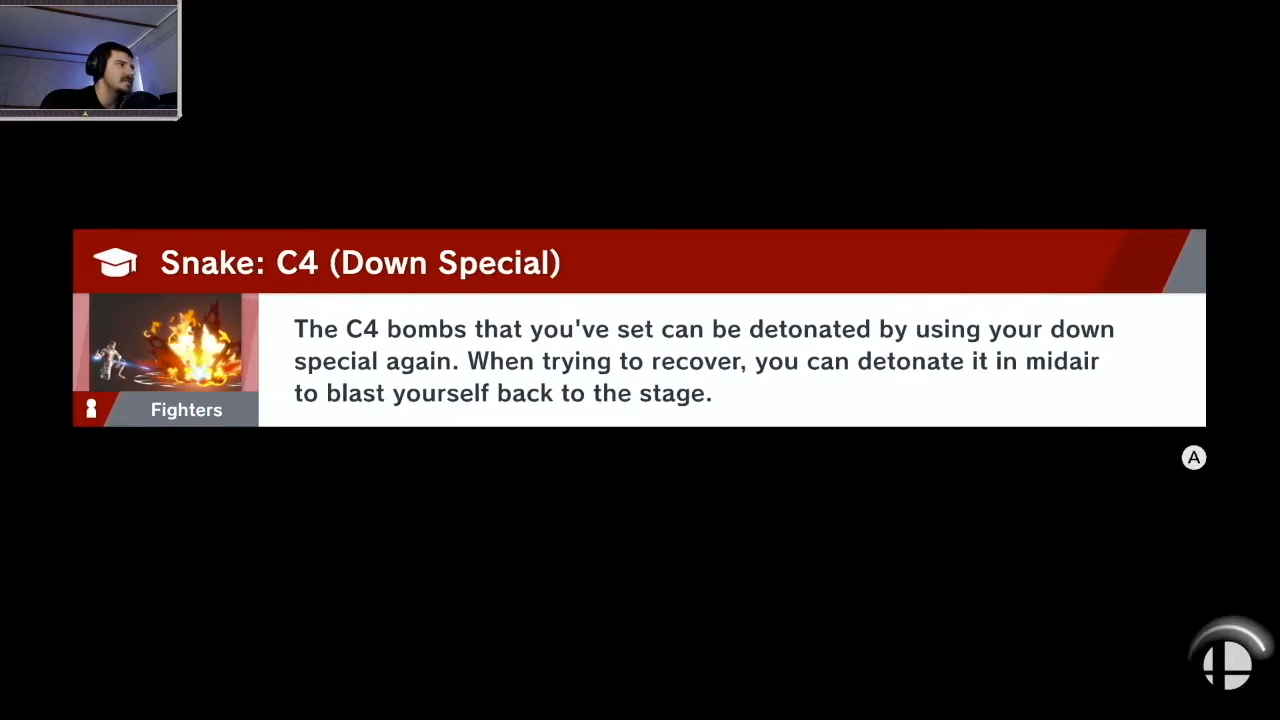 Snake: C4 (Down Special)
The C4 bombs that you've set can be detonated by using your down
special again. When trying to recover, you can detonate it in midair
to blast yourself back to the stage.
Fighters
A